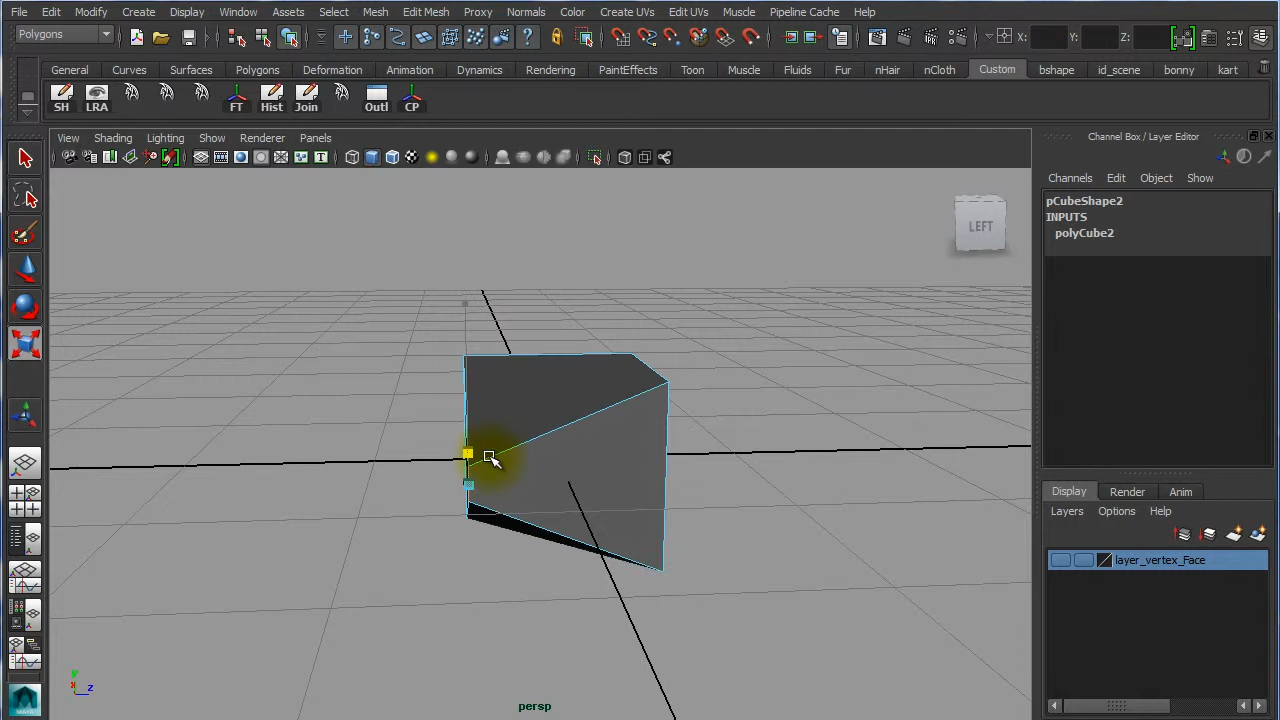 File Edit Modify Create Display Window Assets Select Mesh Edit Mesh Proxy Normals Color Create UVs Edit UVs Muscle Pipeline Cache Help
Polygons X: Y: Z:
General Curves Surfaces Polygons Deformation Animation Dynamics Rendering PaintEffects Toon Muscle Fluids Fur nHair nCloth Custom bshape id_scene bonny kart
SH LRA FT Hist Join Outl CP
View Shading Lighting Show Renderer Panels
Channel Box / Layer Editor
Channels Edit Object Show
pCubeShape2
INPUTS
polyCube2
LEFT
Display Render Anim
Layers Options Help
layer_vertex_Face
y
x z
persp